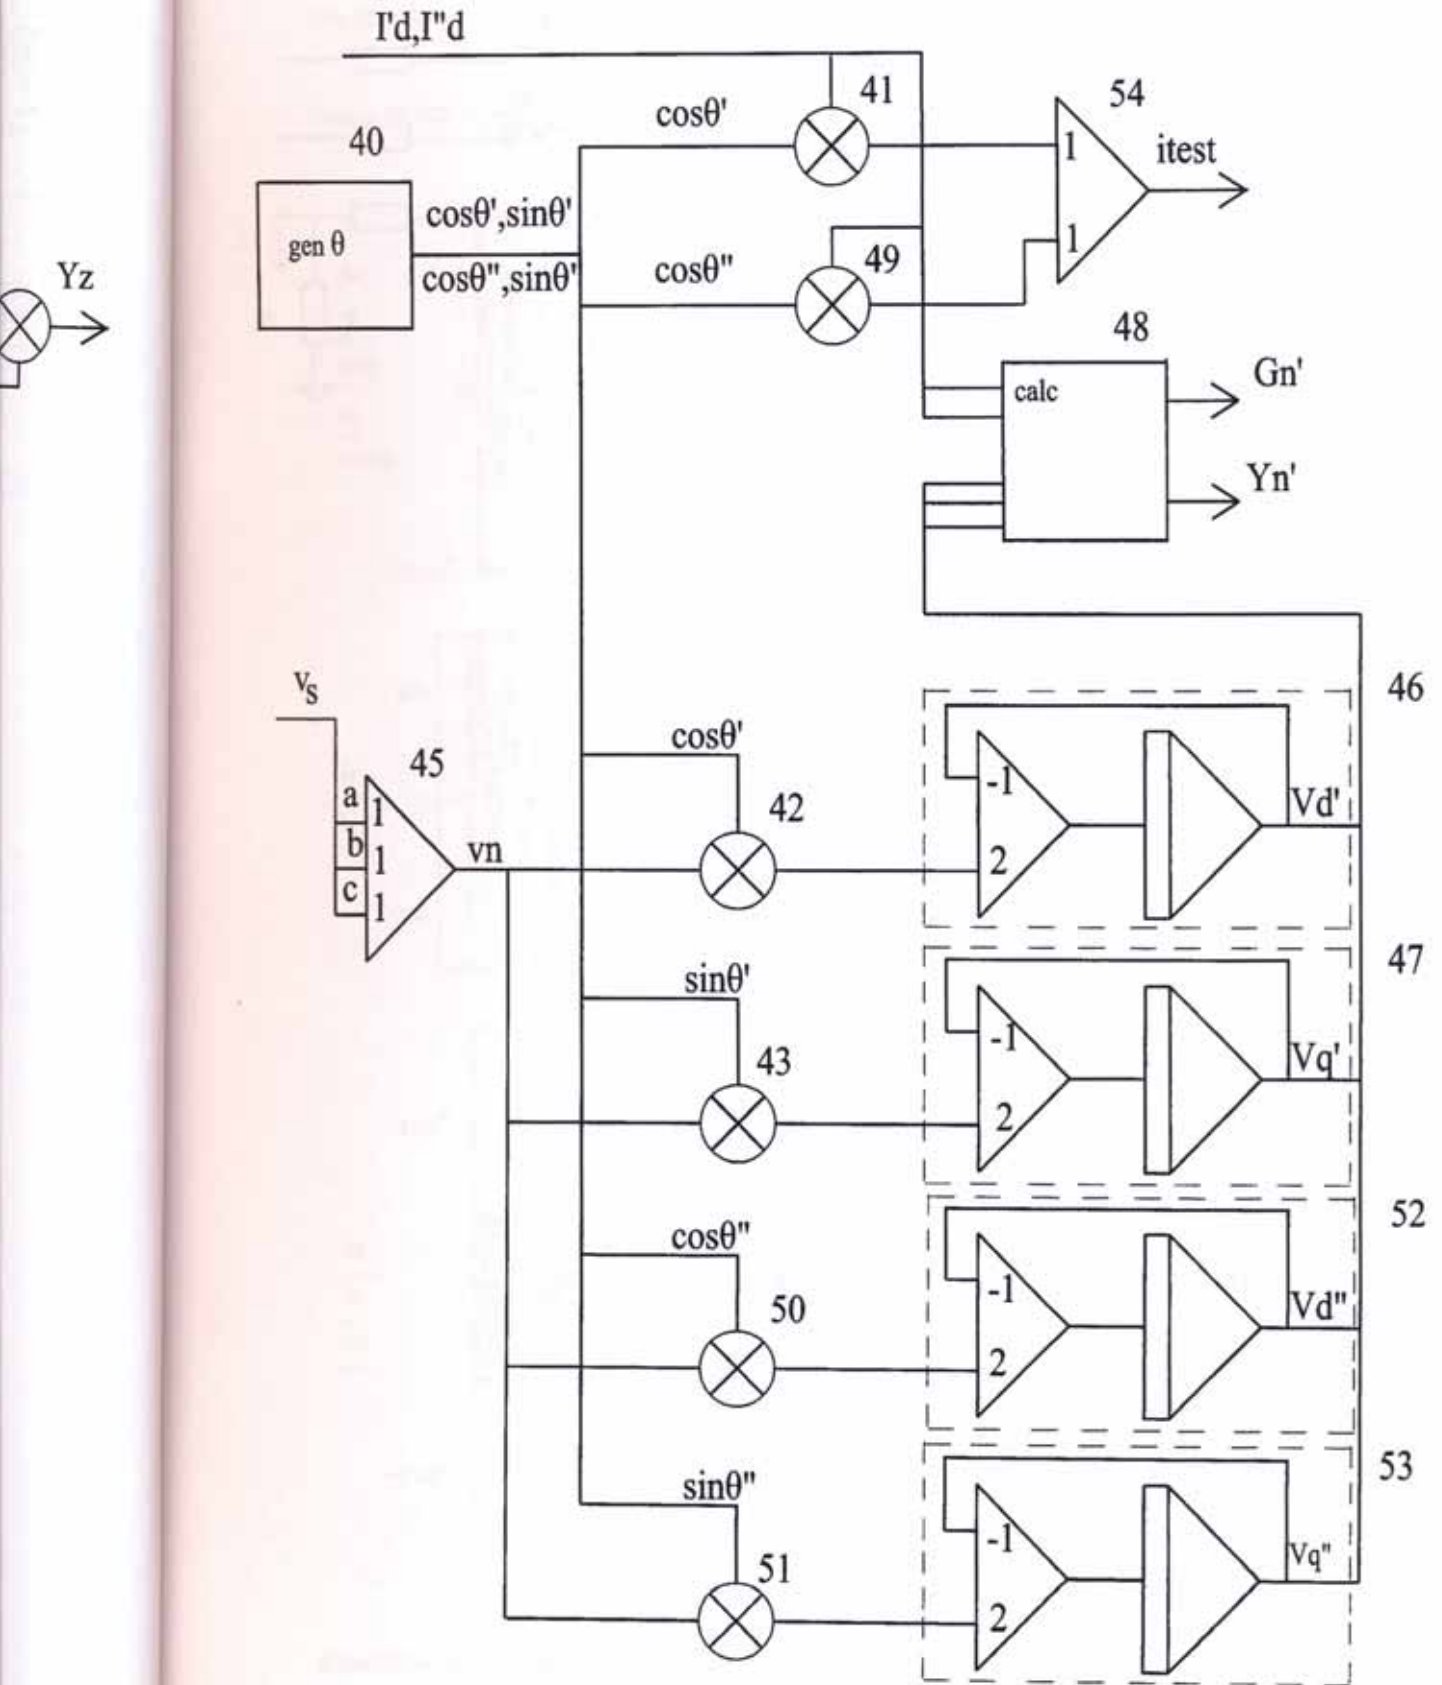 I'd,I"d
41
54
cosθ'
1
itest
40
cosθ',sinθ'
gen θ
cosθ",sinθ'
cosθ"
49
1
Yz
48
Gn'
calc
Yn'
vs
46
cosθ'
45
-1
a
1
42
Vd'
b
1
vn
2
c
1
47
sinθ'
-1
43
Vq'
2
52
cosθ"
-1
50
Vd"
2
53
sinθ"
-1
Vq"
51
2